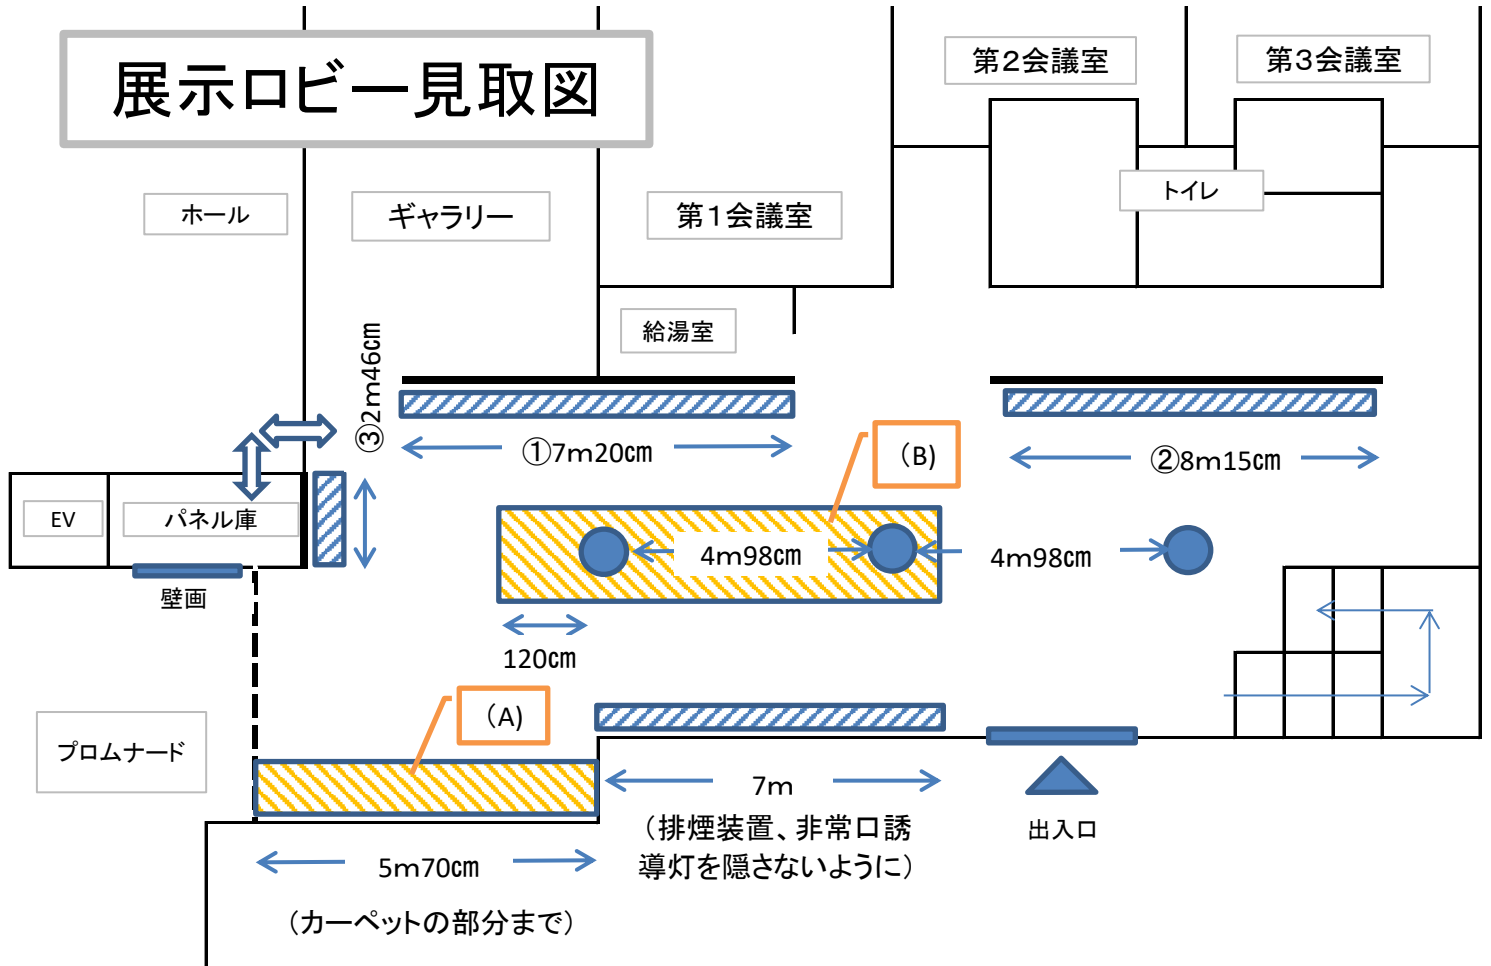 展示ロビー見取図
第2会議室
第3会議室
トイレ
ホール
ギャラリー
第1会議室
給湯室
③2m46㎝
①7m20㎝
(B)
②8m15㎝
EV
パネル庫
4m98㎝
4m98㎝
壁画
120㎝
(A)
プロムナード
7m
(排煙装置、非常口誘
導灯を隠さないように)
出入口
5m70㎝
(カーペットの部分まで)